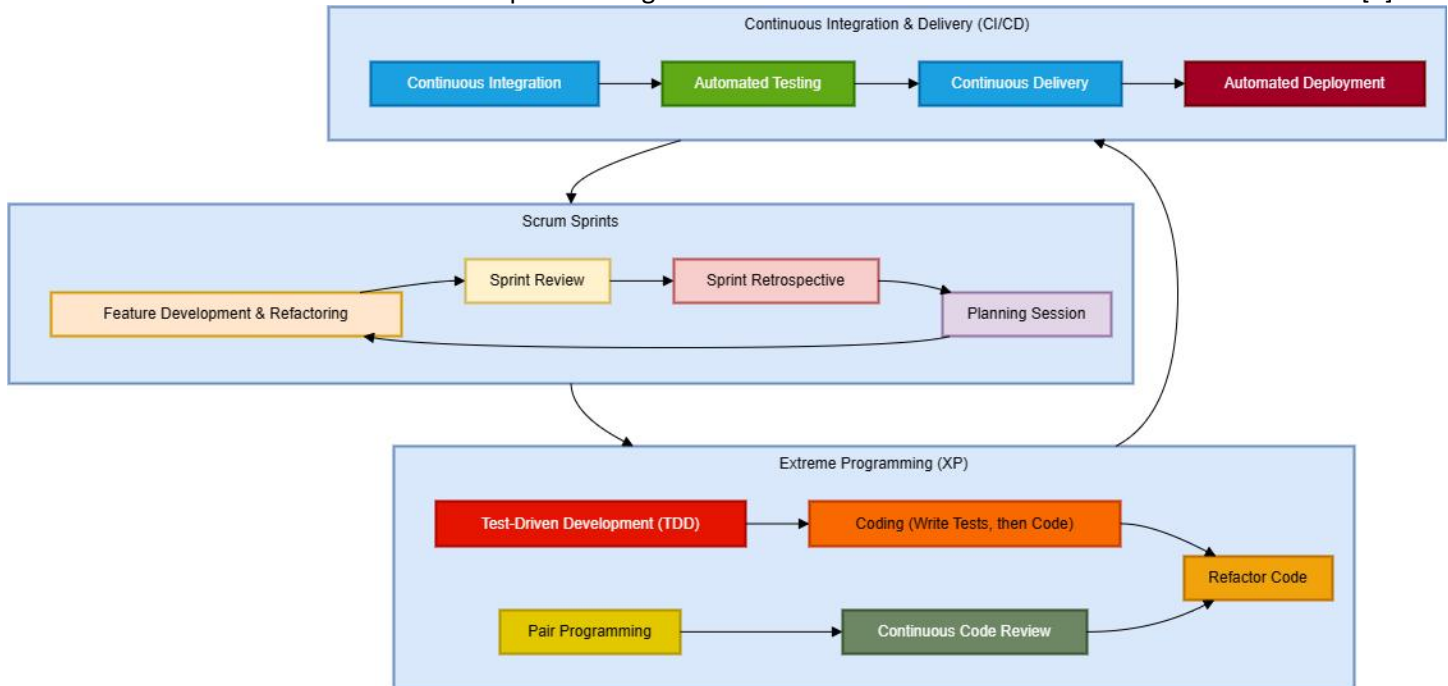 Continuous Integration & Delivery (CI/CD)
Continuous Integration
Automated Testing
Continuous Delivery
Automated Deployment
Scrum Sprints
Sprint Review
Sprint Retrospective
Feature Development & Refactoring
Planning Session
Extreme Programming (XP)
Test-Driven Development (TDD)
Coding (Write Tests, then Code)
Refactor Code
Pair Programming
Continuous Code Review